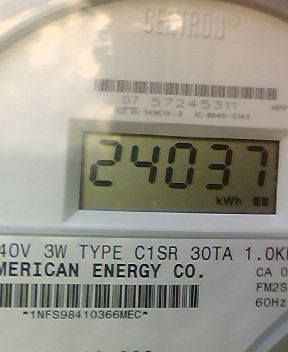 CELLTRON®
07 57245311
24037
kWh
40V 3W TYPE C1SR 30TA 1.0K
MERICAN ENERGY CO.
CA 0
FM2S
60Hz
*1NFS98410366MEC*